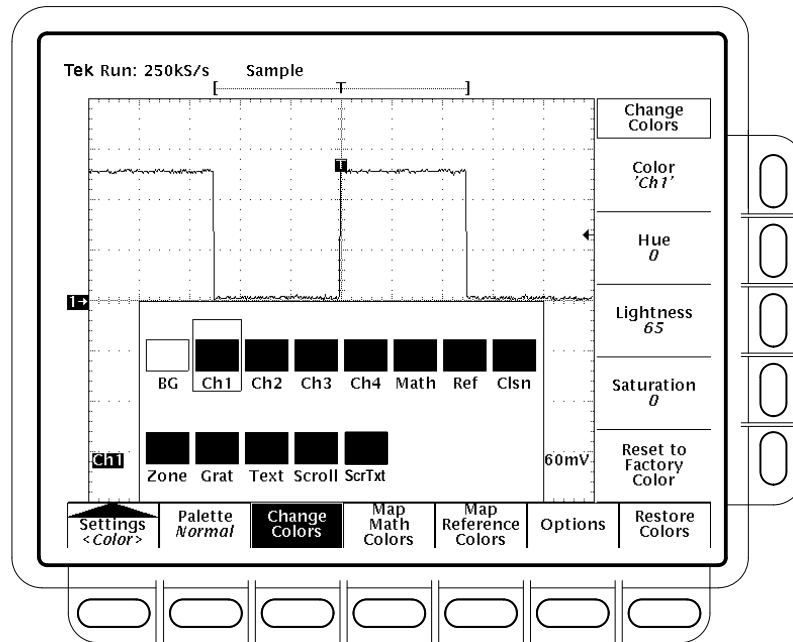 Tek Run: 250kS/s Sample
[ T ]
T
1→
Change
Colors
Color
'Ch1'
Hue
0
Lightness
65
Saturation
0
Reset to
Factory
Color
BG Ch1 Ch2 Ch3 Ch4 Math Ref Clsn
Zone Grat Text Scroll ScrTxt
Ch1
60mV
Settings
<Color>
Palette
Normal
Change
Colors
Map
Math
Colors
Map
Reference
Colors
Options
Restore
Colors